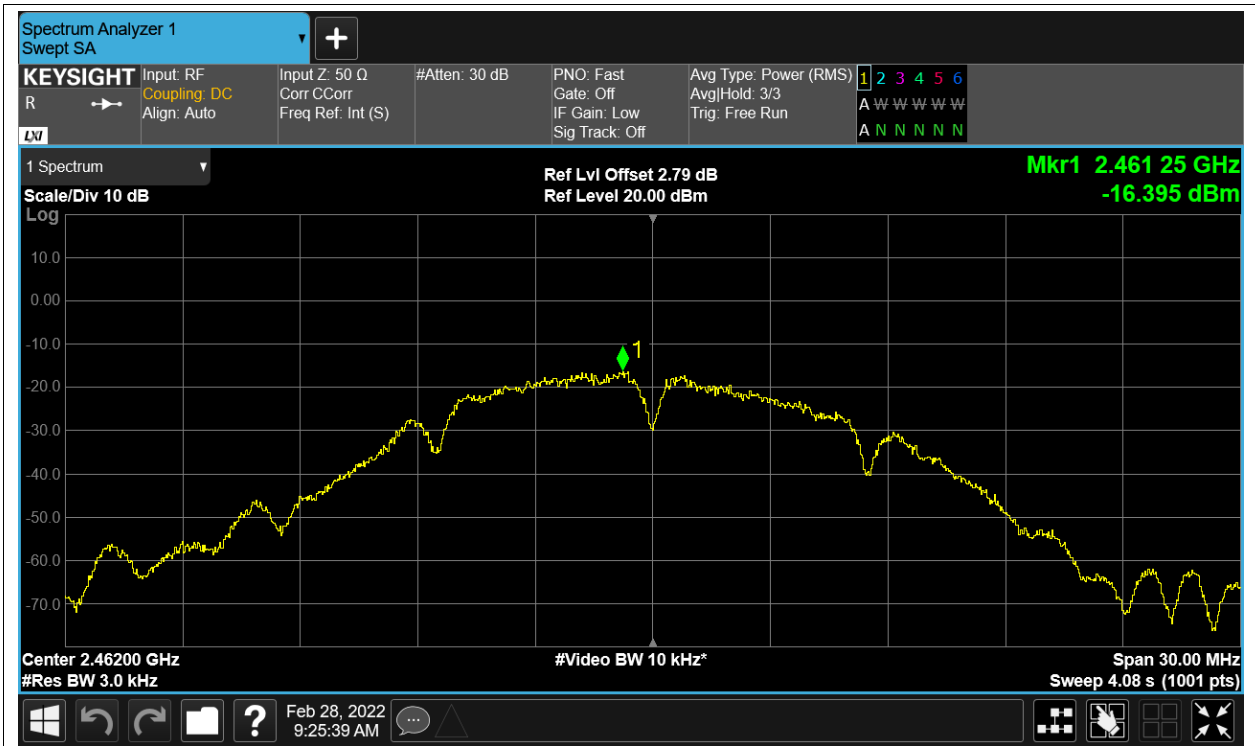 Spectrum Analyzer 1
Swept SA
KEYSIGHT
R
LXI
Input: RF
Coupling: DC
Align: Auto
Input Z: 50 Ω
Corr CCorr
Freq Ref: Int (S)
#Atten: 30 dB
PNO: Fast
Gate: Off
IF Gain: Low
Sig Track: Off
Avg Type: Power (RMS)
Avg|Hold: 3/3
Trig: Free Run
1 2 3 4 5 6
A W W W W W
A N N N N N
1 Spectrum
Scale/Div 10 dB
Log
Ref Lvl Offset 2.79 dB
Ref Level 20.00 dBm
Mkr1 2.461 25 GHz
-16.395 dBm
10.0
0.00
-10.0
-20.0
-30.0
-40.0
-50.0
-60.0
-70.0
1
Center 2.46200 GHz
#Res BW 3.0 kHz
#Video BW 10 kHz*
Span 30.00 MHz
Sweep 4.08 s (1001 pts)
?
Feb 28, 2022
9:25:39 AM